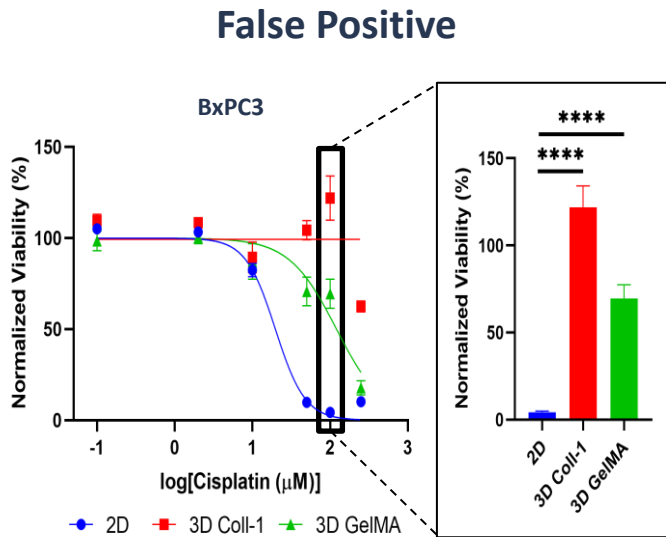 False Positive
BxPC3
Normalized Viability (%)
150
100
50
0
-1
0
1
2
3
log[Cisplatin (μM)]
2D
3D Coll-1
3D GelMA
Normalized Viability (%)
150
100
50
0
****
****
2D
3D Coll-1
3D GelMA